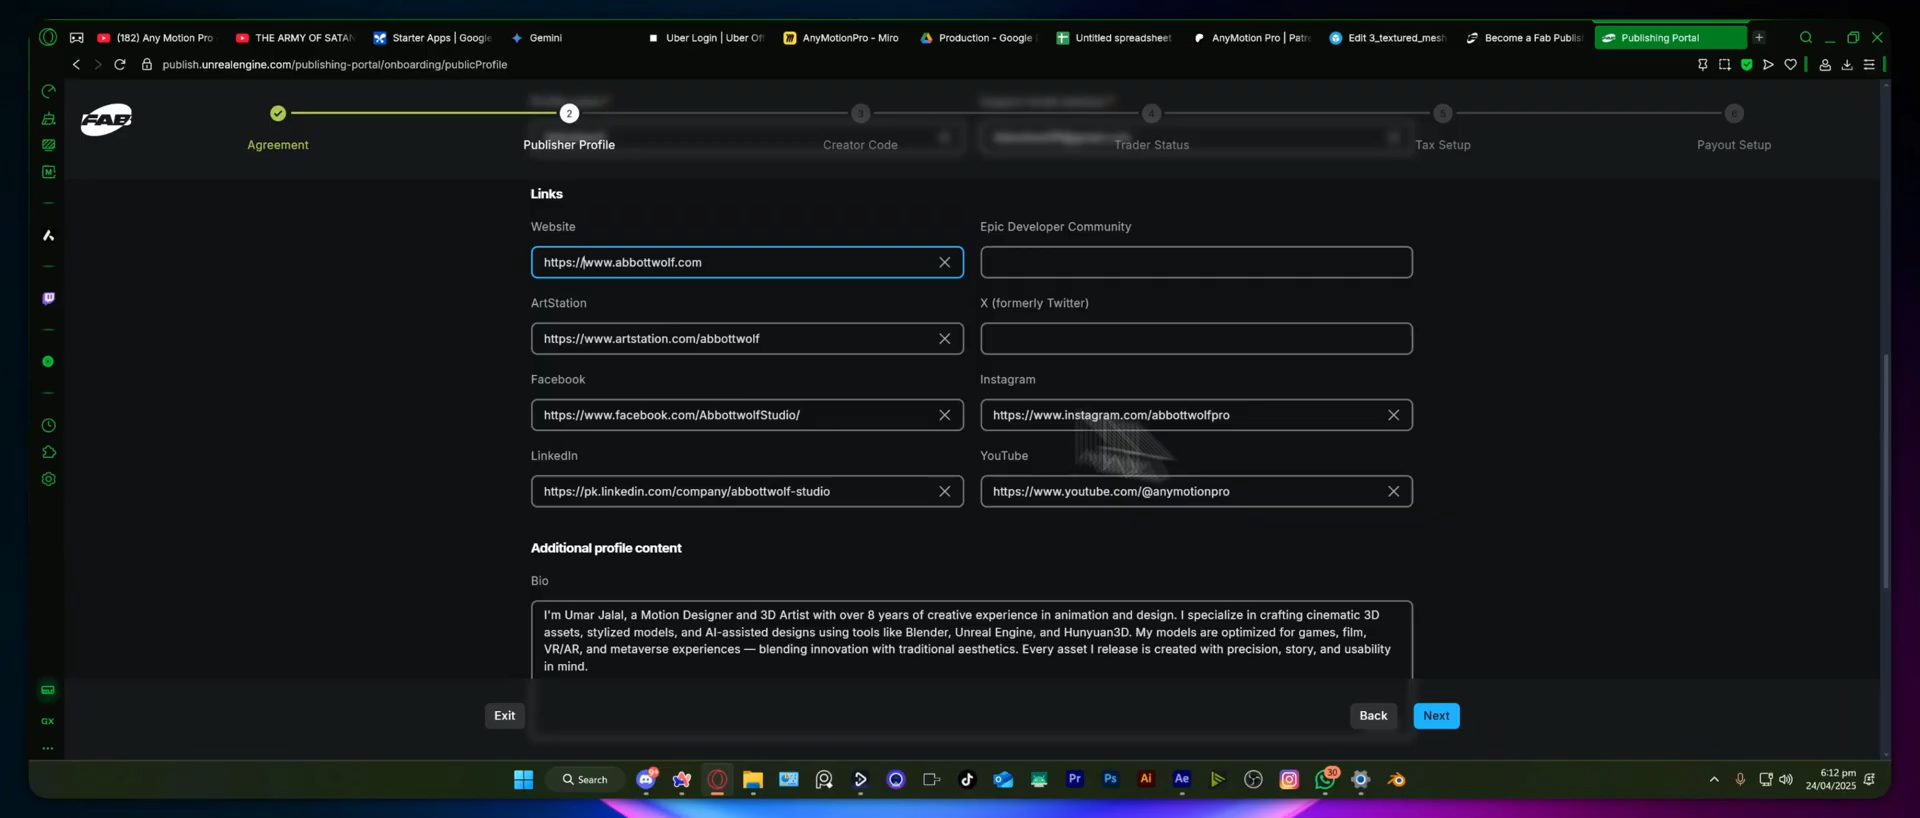 (182) Any Motion Pro
THE ARMY OF SATAN
Starter Apps | Google
Gemini
Uber Login | Uber Of
AnyMotionPro - Miro
Production - Google
Untitled spreadsheet
AnyMotion Pro | Patre
Edit 3_textured_mesh
Become a Fab Publis
Publishing Portal
publish.unrealengine.com/publishing-portal/onboarding/publicProfile
FAB
2
3
4
5
6
Agreement
Publisher Profile
Creator Code
Trader Status
Tax Setup
Payout Setup
Links
Website
Epic Developer Community
https://www.abbottwolf.com
ArtStation
X (formerly Twitter)
https://www.artstation.com/abbottwolf
Facebook
Instagram
https://www.facebook.com/AbbottwolfStudio/
https://www.instagram.com/abbottwolfpro
LinkedIn
YouTube
https://pk.linkedin.com/company/abbottwolf-studio
https://www.youtube.com/@anymotionpro
Additional profile content
Bio
I'm Umar Jalal, a Motion Designer and 3D Artist with over 8 years of creative experience in animation and design. I specialize in crafting cinematic 3D
assets, stylized models, and AI-assisted designs using tools like Blender, Unreal Engine, and Hunyuan3D. My models are optimized for games, film,
VR/AR, and metaverse experiences — blending innovation with traditional aesthetics. Every asset I release is created with precision, story, and usability
in mind.
Exit
Back
Next
GX
Search
Pr
Ps
Ai
Ae
30
6:12 pm
24/04/2025